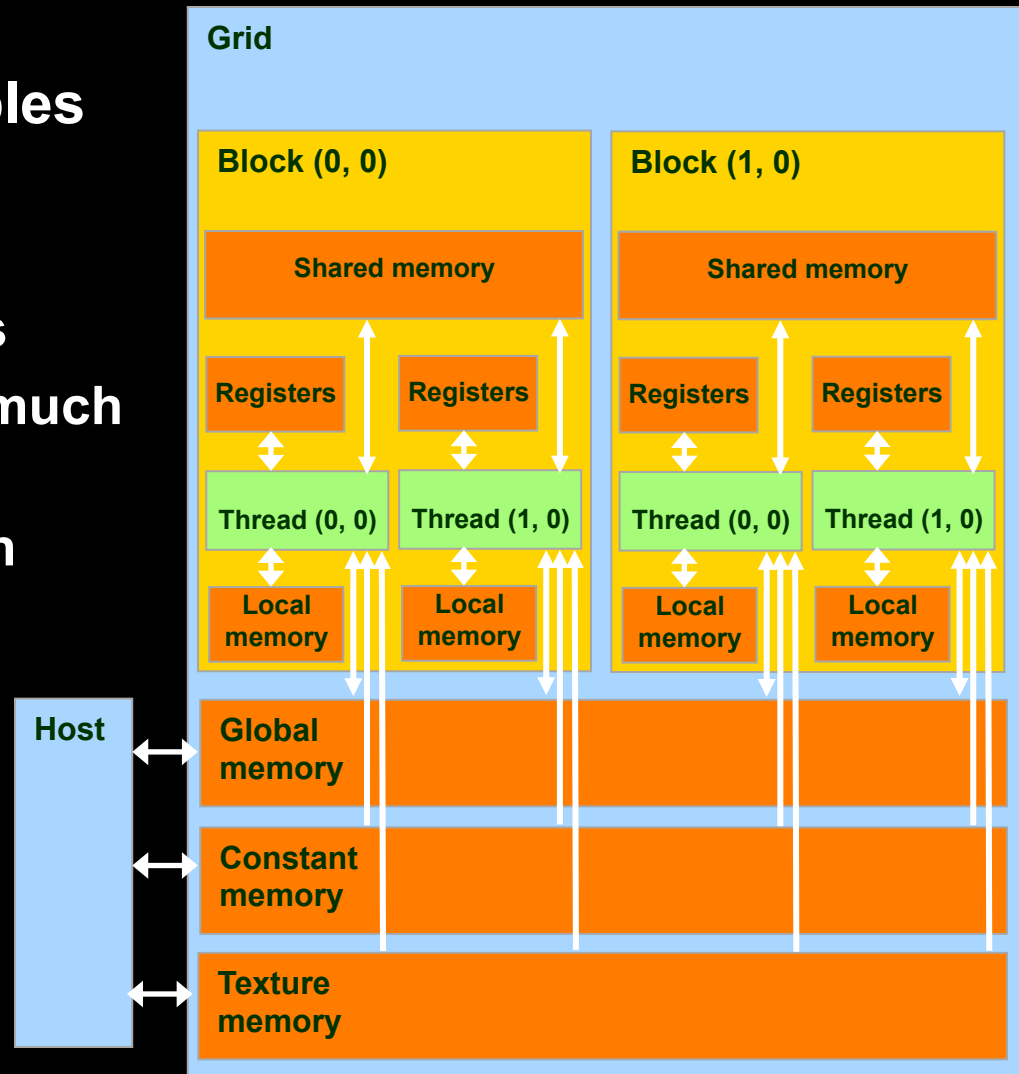 Grid
ples
Block (0, 0)
Block (1, 0)
Shared memory
Shared memory
s
much
Registers
Registers
Registers
Registers
n
Thread (0, 0)
Thread (1, 0)
Thread (0, 0)
Thread (1, 0)
Local
memory
Local
memory
Local
memory
Local
memory
Host
Global
memory
Constant
memory
Texture
memory